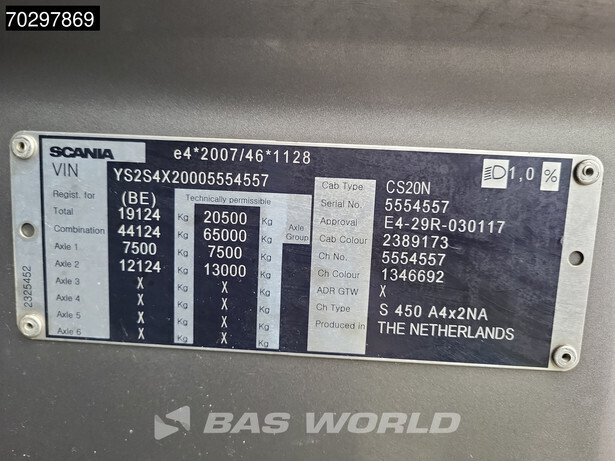 70297869
SCANIA e4*2007/46*1128
VIN YS2S4X20005554557 1,0 %
Regist. for (BE) Technically permissible
Total 19124 Kg 20500 Kg
Combination 44124 Kg 65000 Kg Axle Group
Axle 1 7500 Kg 7500 Kg
Axle 2 12124 Kg 13000 Kg
Axle 3 X Kg X Kg
Axle 4 X Kg X Kg
Axle 5 X Kg X Kg
Axle 6 X Kg X Kg
Cab Type CS20N
Serial No. 5554557
Approval E4-29R-030117
Cab Colour 2389173
Ch No. 5554557
Ch Colour 1346692
ADR GTW X
Ch Type S 450 A4x2NA
Produced in THE NETHERLANDS
2325452
BAS WORLD